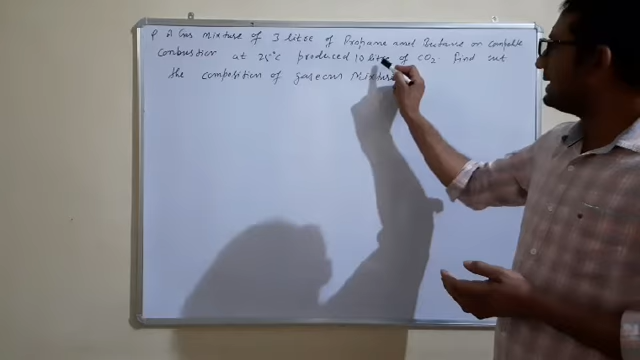 P A Gas Mixture of 3 litre of Propane and Butane on complete
Combustion at 25°C produced 10 litre of CO2. Find out
the composition of gaseous Mixture